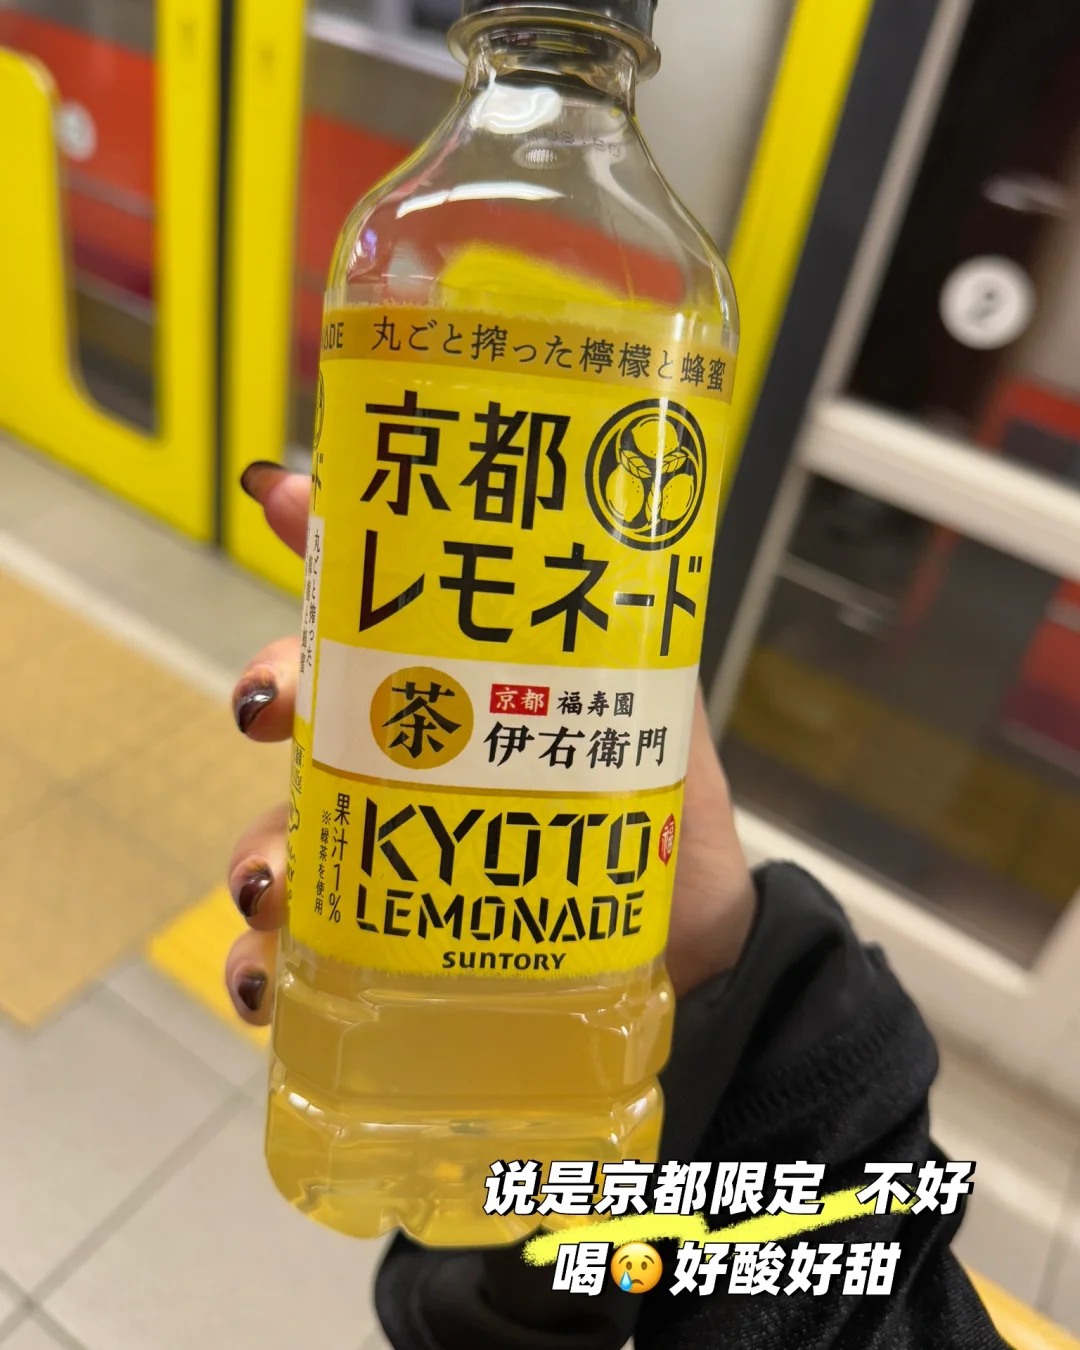 丸ごと搾った檸檬と蜂蜜
京都
レモネード
茶
京都 福寿園
伊右衛門
果汁1%
※緑茶を使用
KYOTO
LEMONADE
SUNTORY
说是京都限定 不好
喝😢好酸好甜